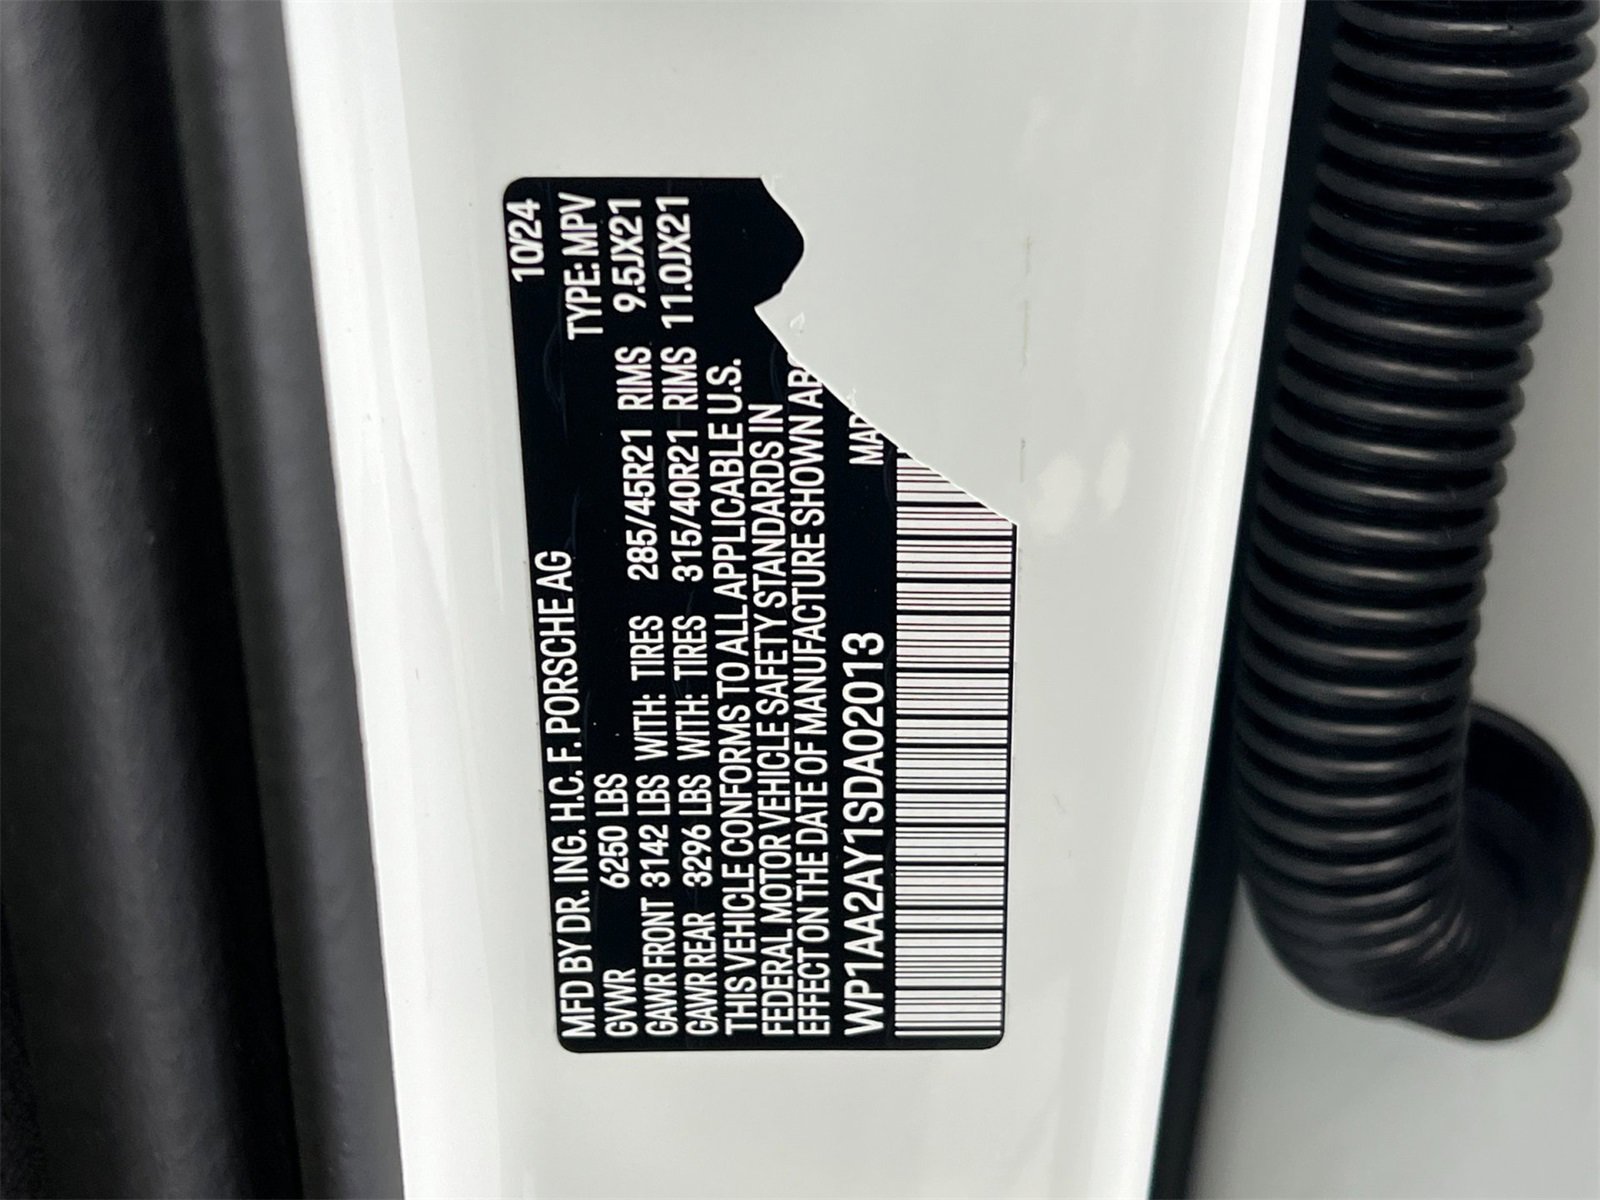 MFD BY DR. ING. H.C. F. PORSCHE AG 10/24
GVWR 6250 LBS TYPE: MPV
GAWR FRONT 3142 LBS WITH: TIRES 285/45R21 RIMS 9.5JX21
GAWR REAR 3296 LBS WITH: TIRES 315/40R21 RIMS 11.0JX21
THIS VEHICLE CONFORMS TO ALL APPLICABLE U.S.
FEDERAL MOTOR VEHICLE SAFETY STANDARDS IN
EFFECT ON THE DATE OF MANUFACTURE SHOWN
WP1AA2AY1SDA02013